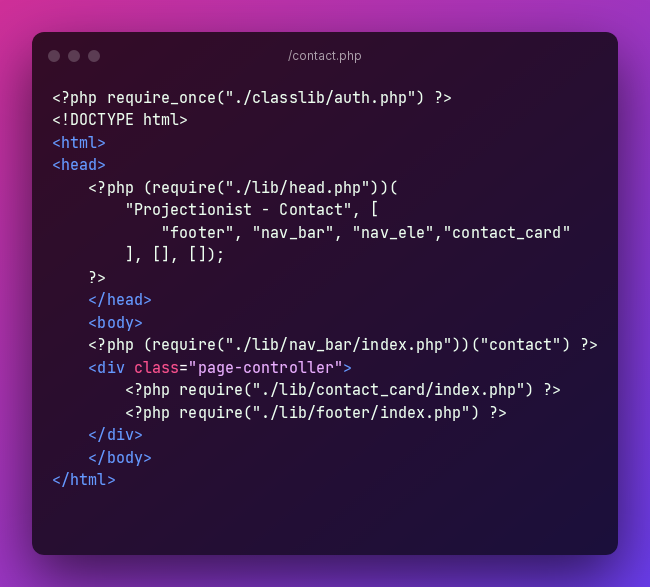 /contact.php
<?php require_once("./classlib/auth.php") ?>
<!DOCTYPE html>
<html>
<head>
    <?php (require("./lib/head.php"))(
        "Projectionist - Contact", [
            "footer", "nav_bar", "nav_ele","contact_card"
        ], [], []);
    ?>
    </head>
    <body>
    <?php (require("./lib/nav_bar/index.php"))("contact") ?>
    <div class="page-controller">
        <?php require("./lib/contact_card/index.php") ?>
        <?php require("./lib/footer/index.php") ?>
    </div>
    </body>
</html>